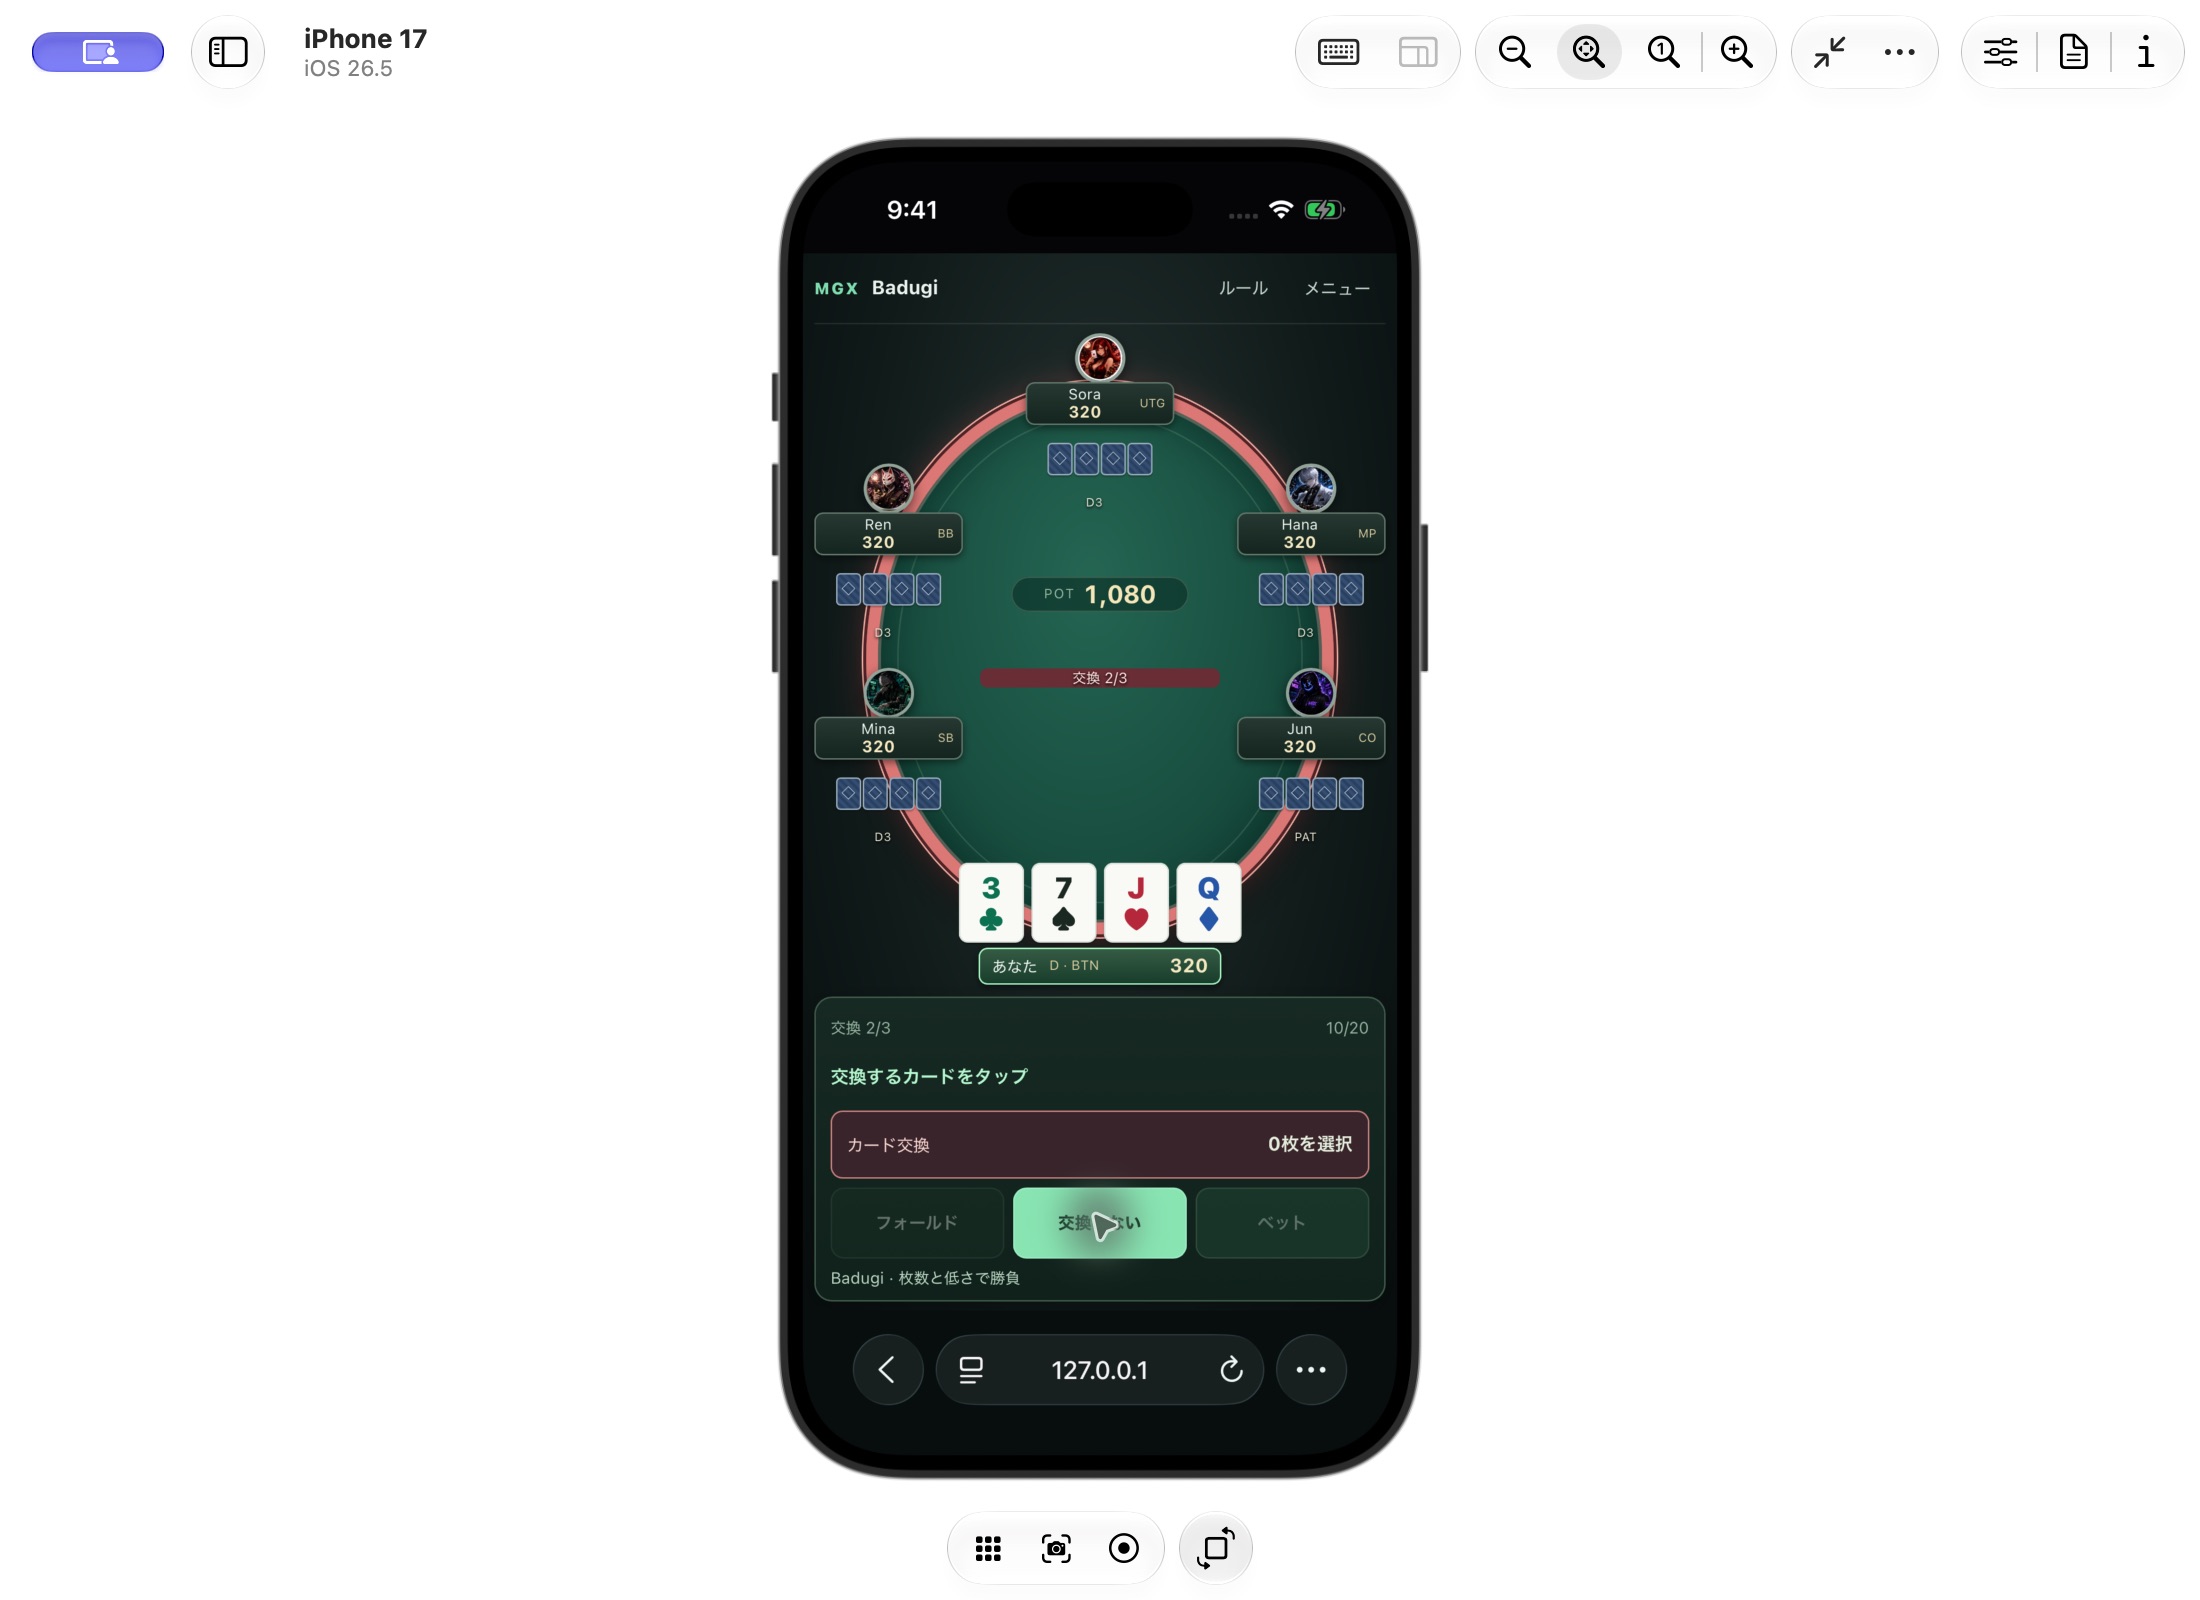 iPhone 17
iOS 26.5
9:41
MGX Badugi
ルール
メニュー
Sora
320
UTG
D3
Ren
320
BB
D3
Hana
320
MP
D3
POT 1,080
交換 2/3
Mina
320
SB
D3
Jun
320
CO
PAT
3
7
J
Q
あなた D · BTN 320
交換 2/3
10/20
交換するカードをタップ
カード交換
0枚を選択
フォールド
交換 ない
ベット
Badugi · 枚数と低さで勝負
127.0.0.1